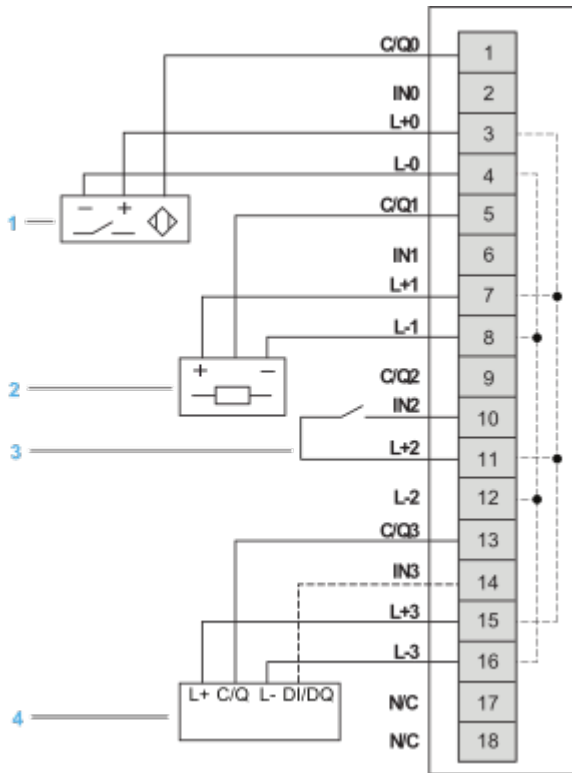 C/Q0 1
IN0 2
L+0 3
L-0 4
– +
1
C/Q1 5
IN1 6
L+1 7
L-1 8
+ –
2
C/Q2 9
IN2 10
3
L+2 11
L-2 12
C/Q3 13
IN3 14
L+3 15
L-3 16
L+ C/Q L- DI/DQ
4
N/C 17
N/C 18